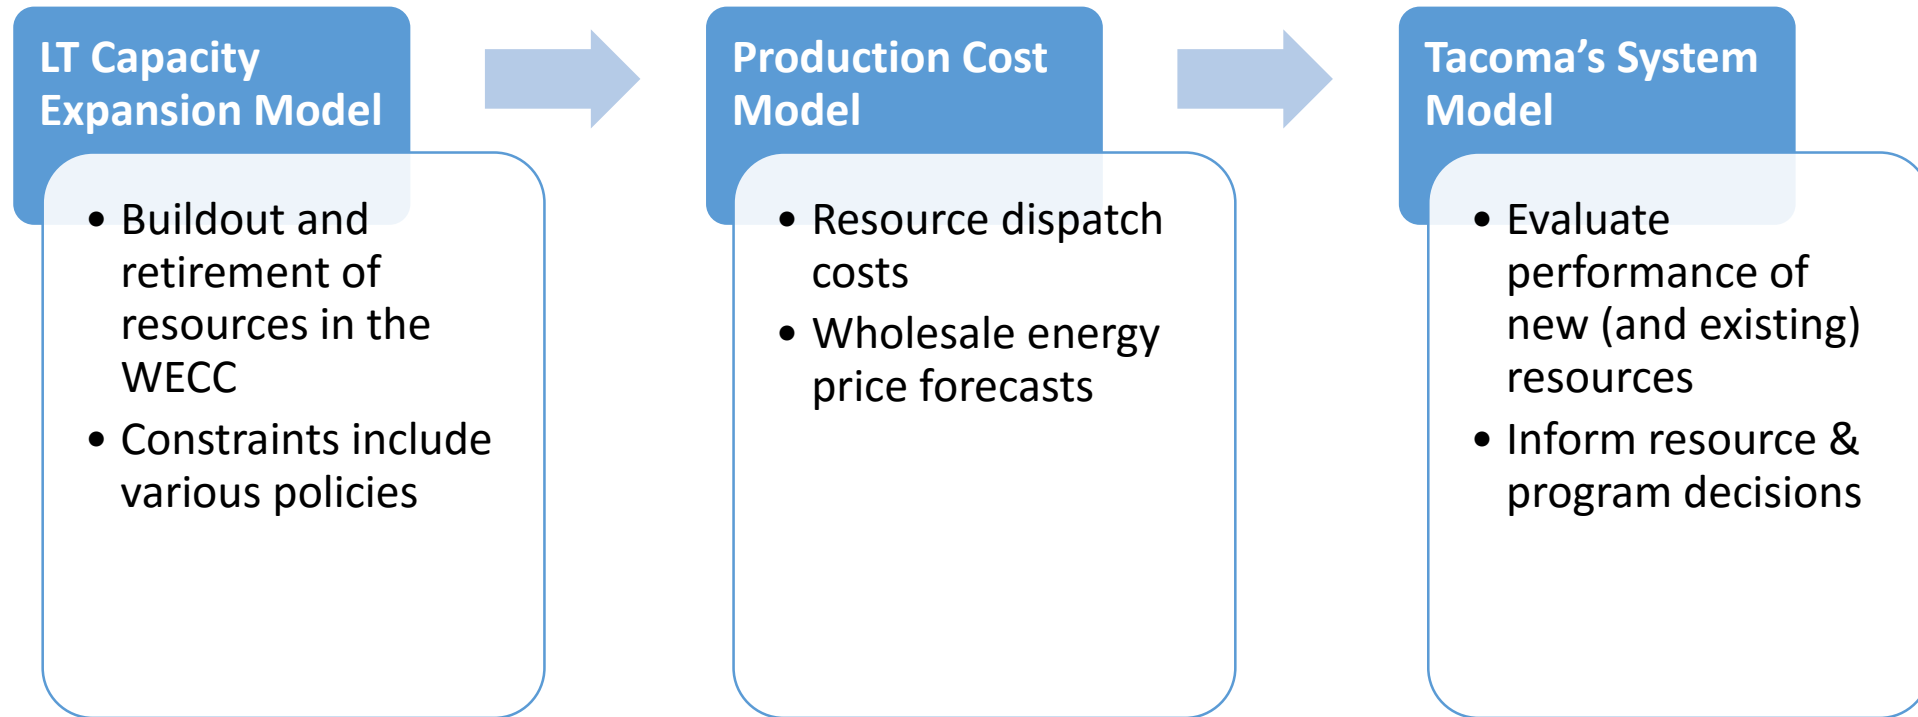 LT Capacity
Expansion Model
• Buildout and
retirement of
resources in the
WECC
• Constraints include
various policies
Production Cost
Model
• Resource dispatch
costs
• Wholesale energy
price forecasts
Tacoma’s System
Model
• Evaluate
performance of
new (and existing)
resources
• Inform resource &
program decisions